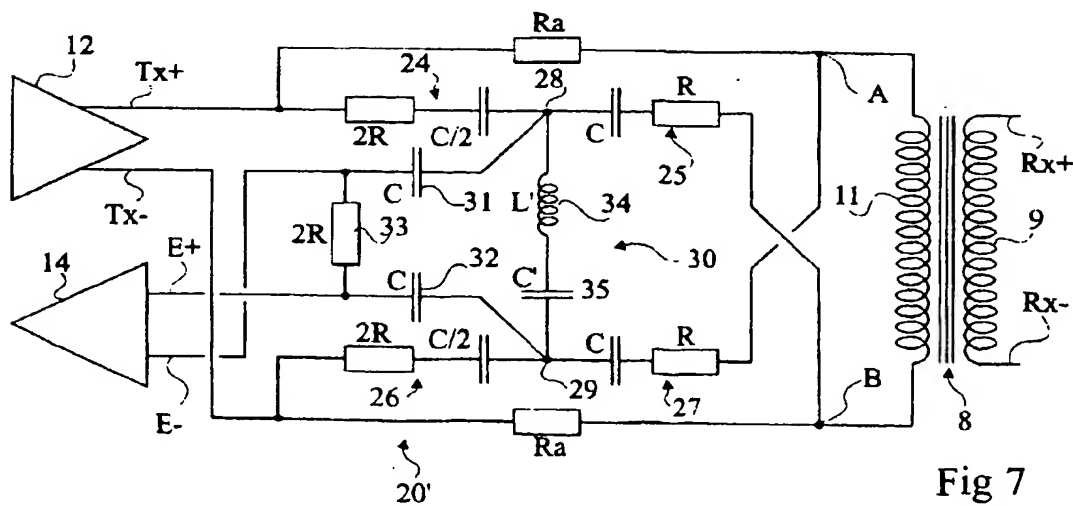 Ra
12
Tx+
24
28
R
A
2R
C/2
C
25
Rx+
C
31
11
Tx-
L'
34
2R
33
9
14
E+
30
C
32
C'
35
Rx-
2R
C/2
C
R
B
26
29
27
8
E-
Ra
20'
Fig 7